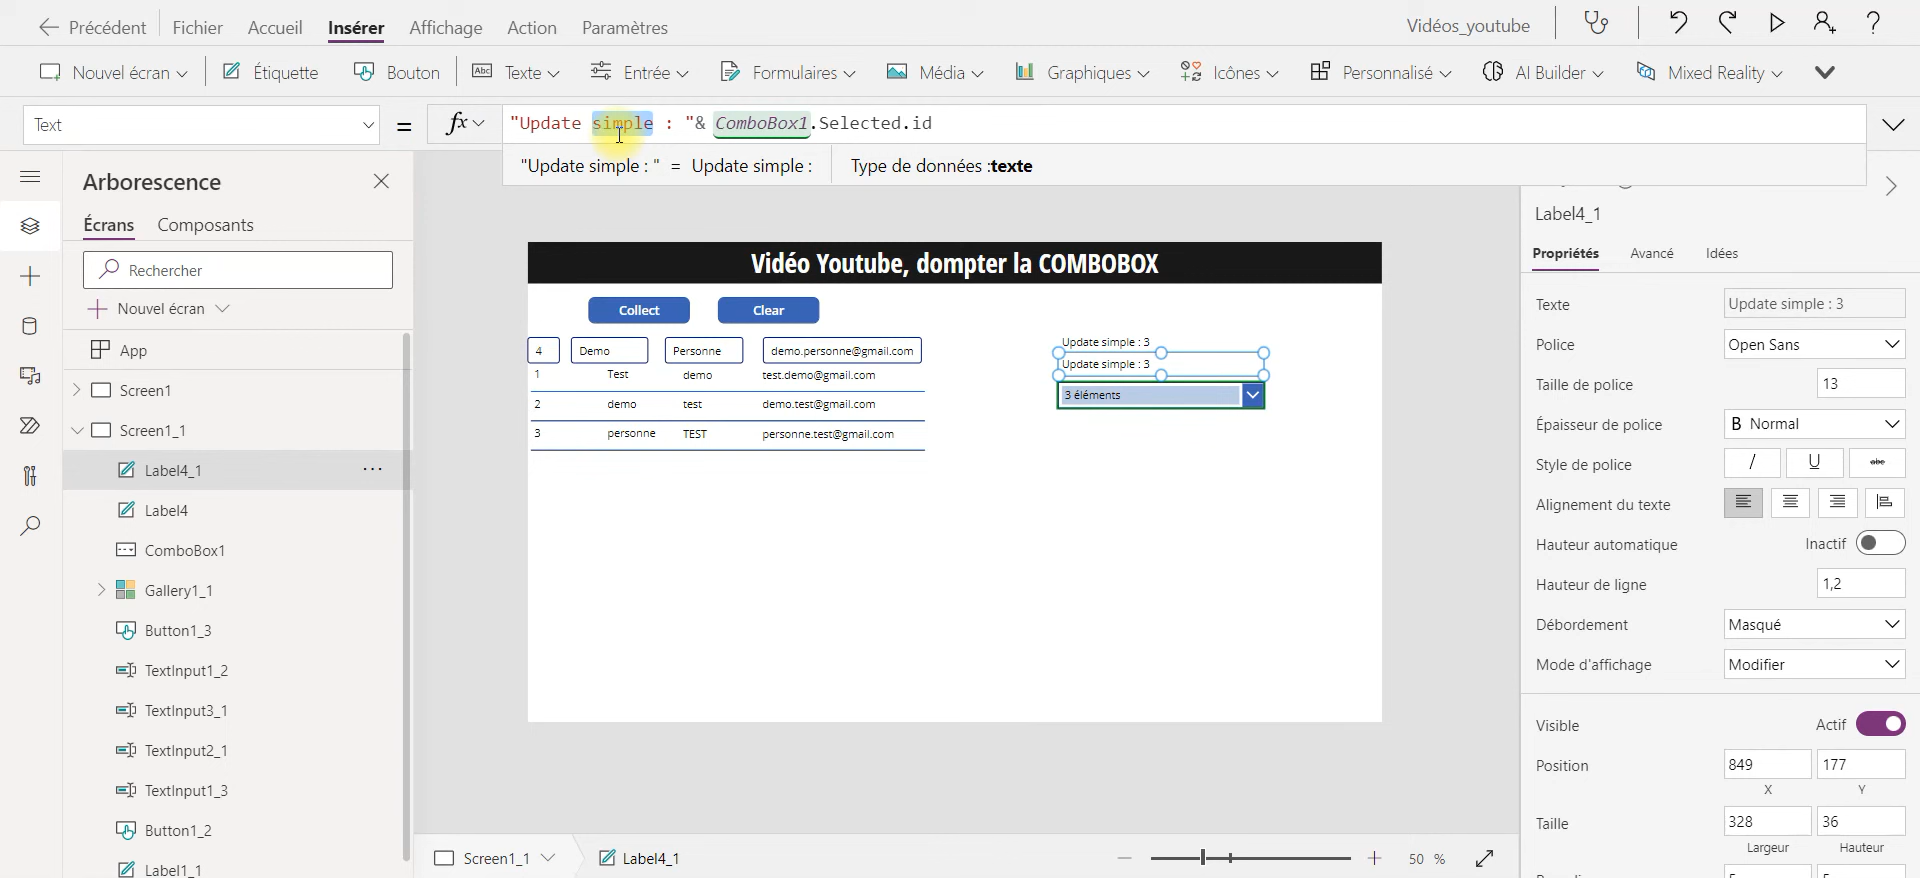 Précédent Fichier Accueil Insérer Affichage Action Paramètres Vidéos_youtube ?
Nouvel écran Étiquette Bouton Abc Texte Entrée Formulaires Média Graphiques Icônes Personnalisé AI Builder Mixed Reality
Text = fx "Update simple : "& ComboBox1.Selected.id
"Update simple : " = Update simple : Type de données :texte
Arborescence
Écrans Composants
Rechercher
Nouvel écran
App
Screen1
Screen1_1
Label4_1 ...
Label4
ComboBox1
Gallery1_1
Button1_3
TextInput1_2
TextInput3_1
TextInput2_1
TextInput1_3
Button1_2
Label1_1
Vidéo Youtube, dompter la COMBOBOX
Collect Clear
4 Demo Personne demo.personne@gmail.com
1 Test demo test.demo@gmail.com
2 demo test demo.test@gmail.com
3 personne TEST personne.test@gmail.com
Update simple : 3
Update simple : 3
3 éléments
Screen1_1 Label4_1 50 %
Label4_1
Propriétés Avancé Idées
Texte Update simple : 3
Police Open Sans
Taille de police 13
Épaisseur de police B Normal
Style de police / U abc
Alignement du texte
Hauteur automatique Inactif
Hauteur de ligne 1,2
Débordement Masqué
Mode d'affichage Modifier
Visible Actif
Position 849 177
X Y
Taille 328 36
Largeur Hauteur